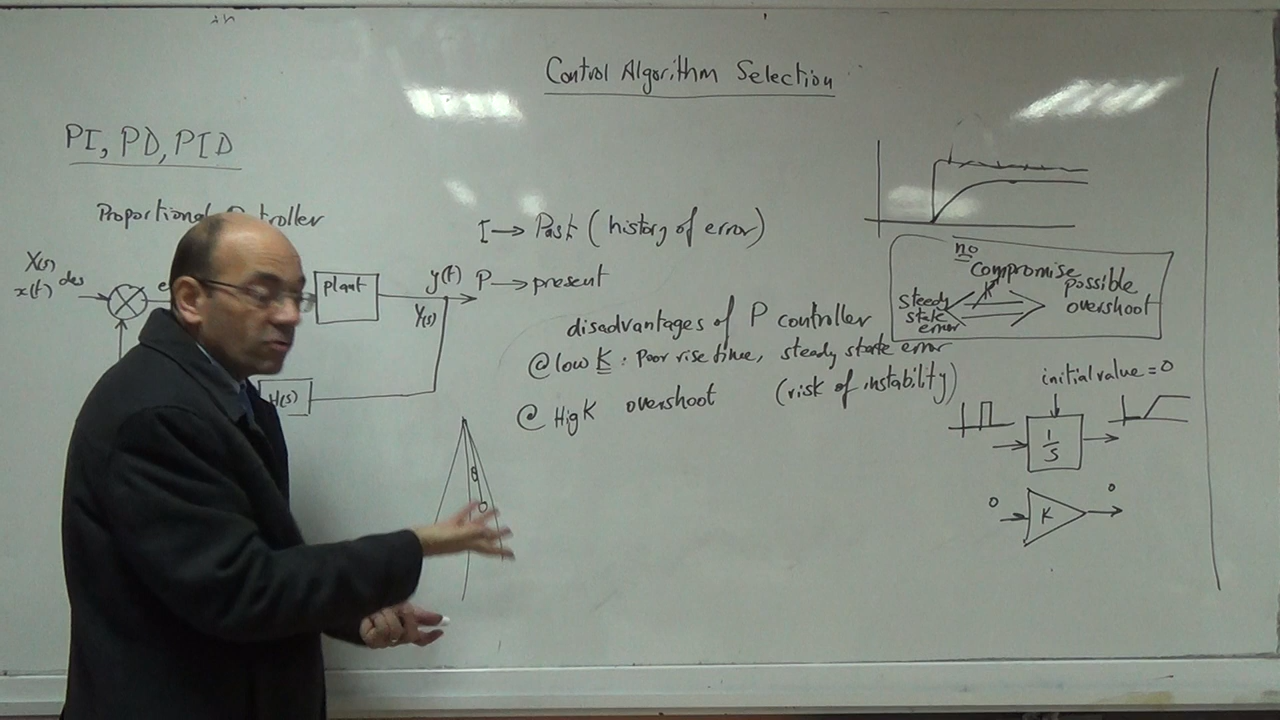 Control Algorithm Selection
PI, PD, PID
Proportional
I → Past (history of error)
P → present
X(s)
x(t) des
e
plant
y(t)
Y(s)
H(s)
disadvantages of P controller
@ low K : Poor rise time, steady state error
@ High K overshoot (risk of instability)
θ
no
compromise
K
steady
state
error
possible
overshoot
initial value = 0
1
S
0
K
0